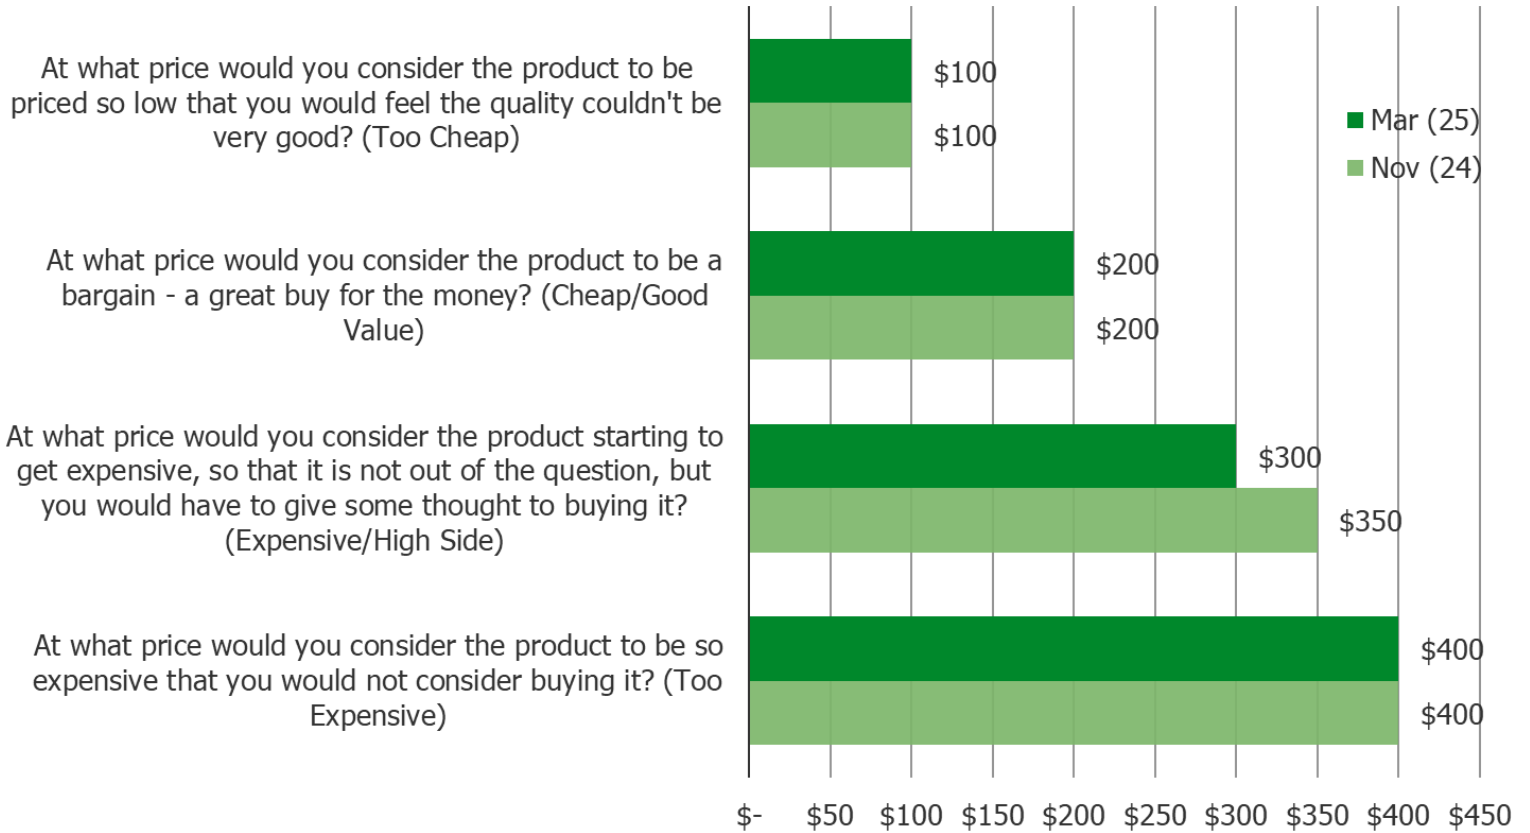 At what price would you consider the product to be
priced so low that you would feel the quality couldn't be
very good? (Too Cheap)
$100
$100
Mar (25)
Nov (24)
At what price would you consider the product to be a
bargain - a great buy for the money? (Cheap/Good
Value)
$200
$200
At what price would you consider the product starting to
get expensive, so that it is not out of the question, but
you would have to give some thought to buying it?
(Expensive/High Side)
$300
$350
At what price would you consider the product to be so
expensive that you would not consider buying it? (Too
Expensive)
$400
$400
$- $50 $100 $150 $200 $250 $300 $350 $400 $450